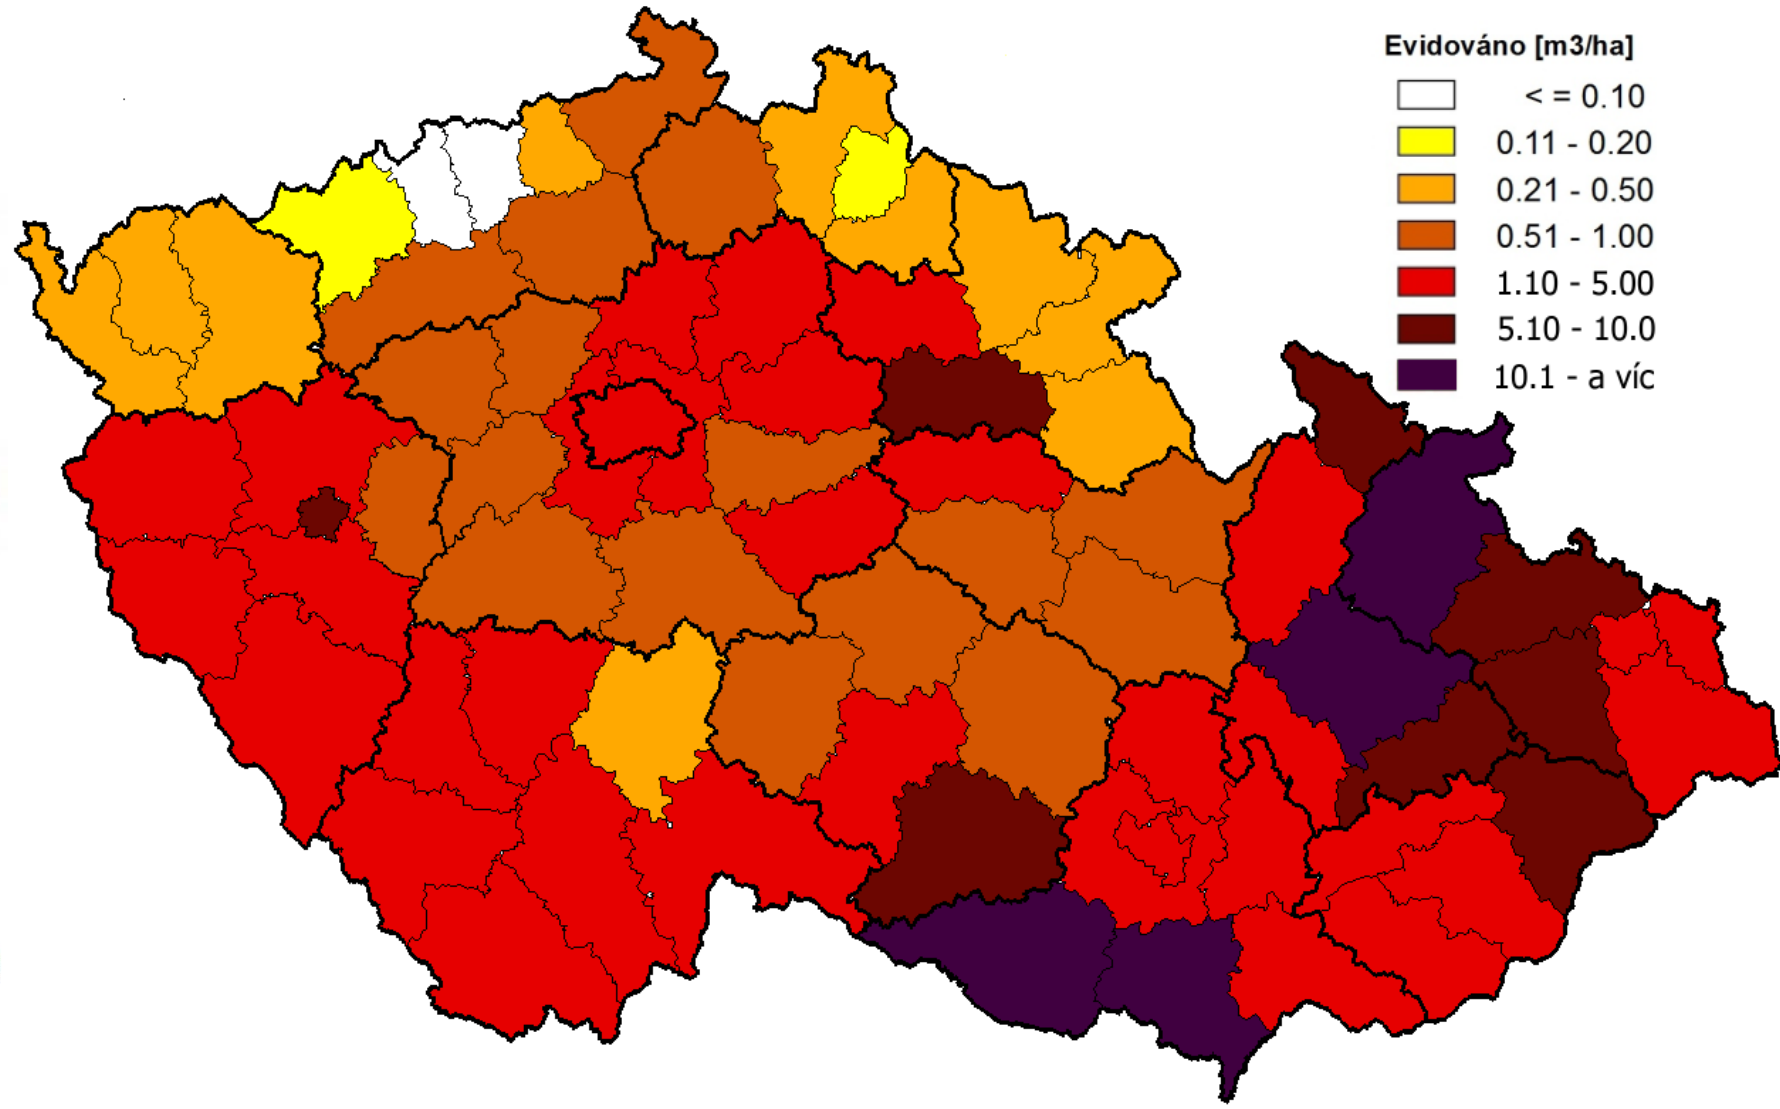 Evidováno [m3/ha]
< = 0.10
0.11 - 0.20
0.21 - 0.50
0.51 - 1.00
1.10 - 5.00
5.10 - 10.0
10.1 - a víc